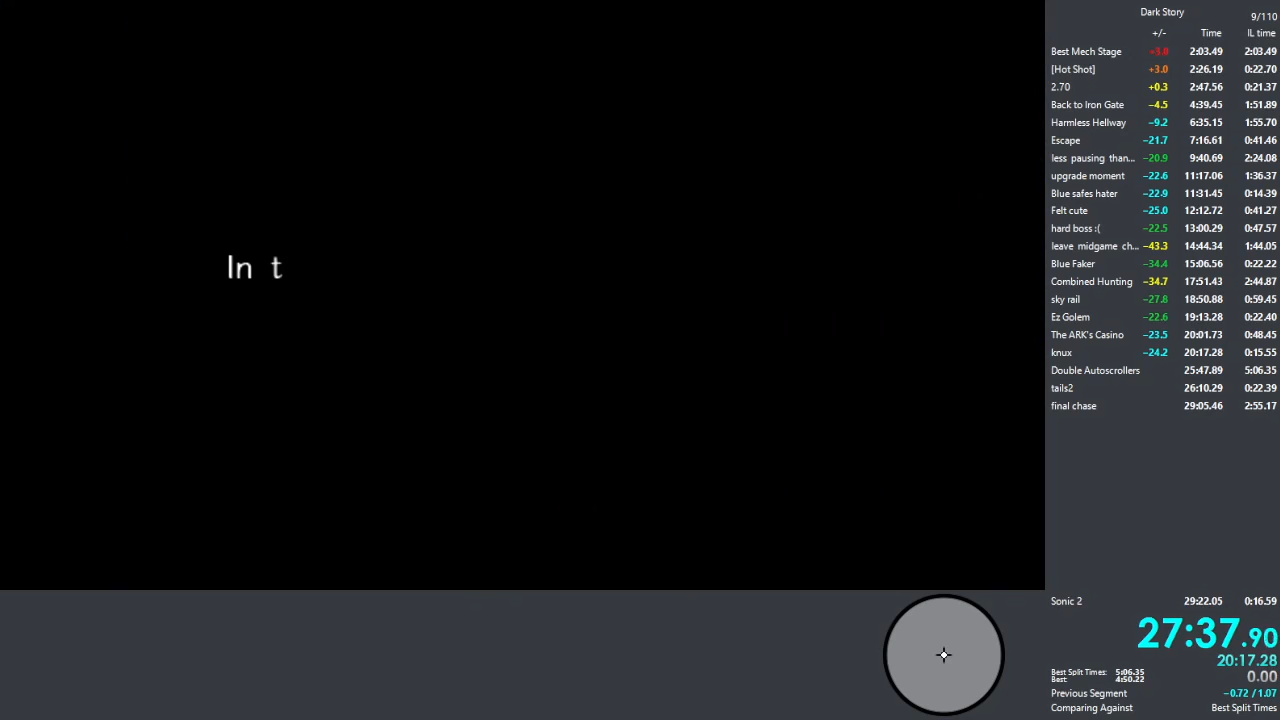 In t
Dark Story 9/110
+/- Time IL time
Best Mech Stage +3.0 2:03.49 2:03.49
[Hot Shot] +3.0 2:26.19 0:22.70
2.70 +0.3 2:47.56 0:21.37
Back to Iron Gate −4.5 4:39.45 1:51.89
Harmless Hellway −9.2 6:35.15 1:55.70
Escape −21.7 7:16.61 0:41.46
less pausing than... −20.9 9:40.69 2:24.08
upgrade moment −22.6 11:17.06 1:36.37
Blue safes hater −22.9 11:31.45 0:14.39
Felt cute −25.0 12:12.72 0:41.27
hard boss :( −22.5 13:00.29 0:47.57
leave midgame ch... −43.3 14:44.34 1:44.05
Blue Faker −34.4 15:06.56 0:22.22
Combined Hunting −34.7 17:51.43 2:44.87
sky rail −27.8 18:50.88 0:59.45
Ez Golem −22.6 19:13.28 0:22.40
The ARK's Casino −23.5 20:01.73 0:48.45
knux −24.2 20:17.28 0:15.55
Double Autoscrollers 25:47.89 5:06.35
tails2 26:10.29 0:22.39
final chase 29:05.46 2:55.17
Sonic 2 29:22.05 0:16.59
27:37.90
20:17.28
Best Split Times: 5:06.35
Best: 4:50.22 0.00
Previous Segment −0.72 / 1.07
Comparing Against Best Split Times